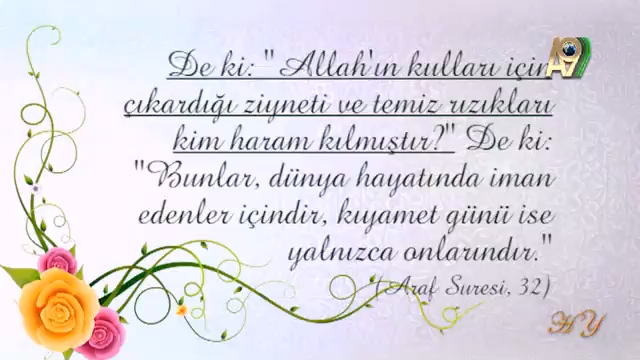 De ki: " Allah'ın kulları için
çıkardığı ziyneti ve temiz rızıkları
kim haram kılmıştır?" De ki:
"Bunlar, dünya hayatında iman
edenler içindir, kıyamet günü ise
yalnızca onlarındır."
(Araf Suresi, 32)
A9
HY